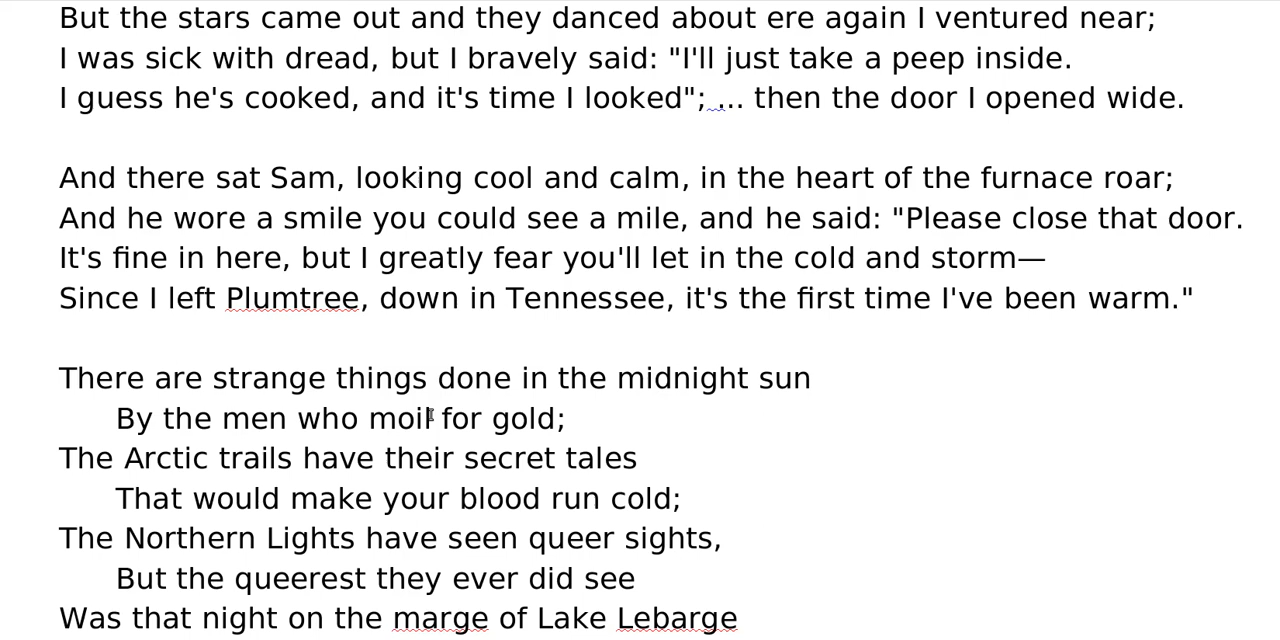 But the stars came out and they danced about ere again I ventured near;
I was sick with dread, but I bravely said: "I'll just take a peep inside.
I guess he's cooked, and it's time I looked"; ... then the door I opened wide.
And there sat Sam, looking cool and calm, in the heart of the furnace roar;
And he wore a smile you could see a mile, and he said: "Please close that door.
It's fine in here, but I greatly fear you'll let in the cold and storm—
Since I left Plumtree, down in Tennessee, it's the first time I've been warm."
There are strange things done in the midnight sun
By the men who moil for gold;
The Arctic trails have their secret tales
That would make your blood run cold;
The Northern Lights have seen queer sights,
But the queerest they ever did see
Was that night on the marge of Lake Lebarge